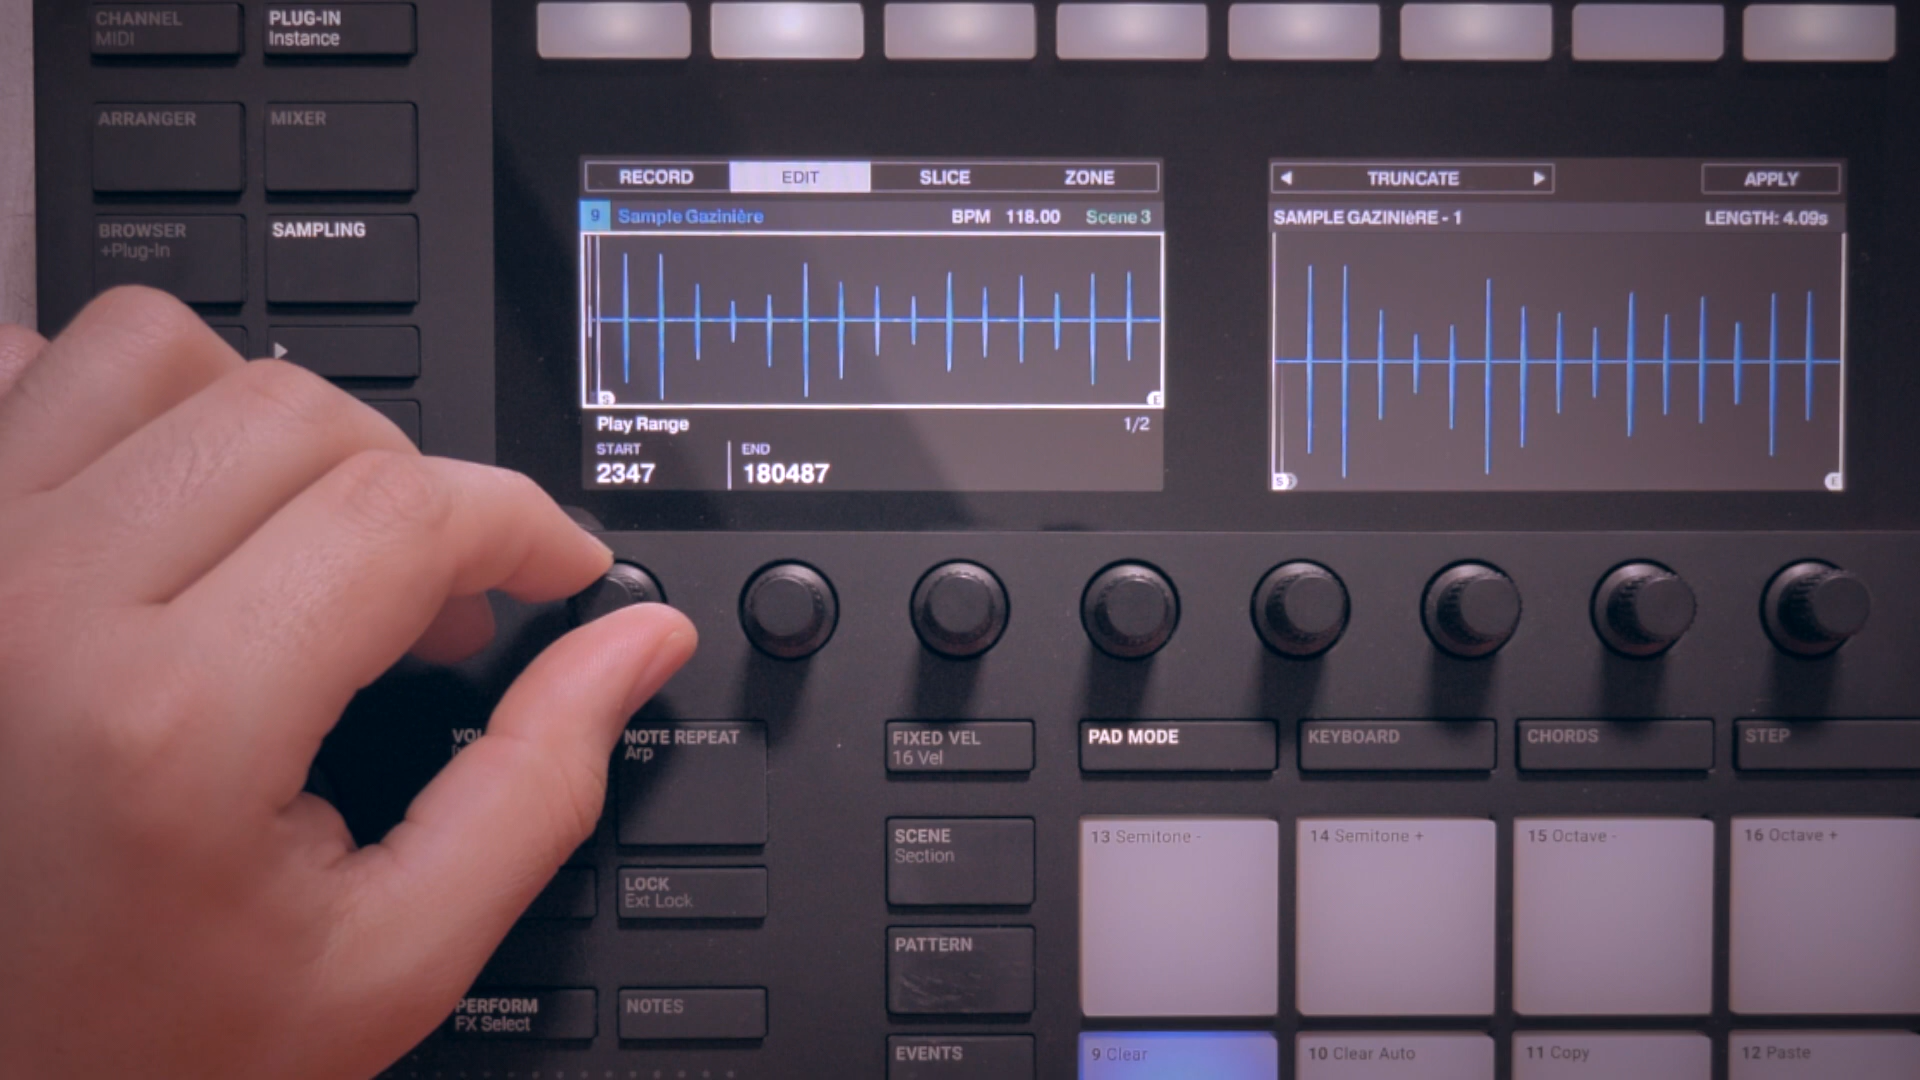 CHANNEL
MIDI
PLUG-IN
Instance
ARRANGER
MIXER
BROWSER
+Plug-In
SAMPLING
RECORD EDIT SLICE ZONE
9 Sample Gazinière BPM 118.00 Scene 3
S E
Play Range 1/2
START END
2347 180487
TRUNCATE APPLY
SAMPLE GAZINIèRE - 1 LENGTH: 4.09s
S E
NOTE REPEAT
Arp
FIXED VEL
16 Vel
PAD MODE
KEYBOARD
CHORDS
STEP
SCENE
Section
13 Semitone -
14 Semitone +
15 Octave -
16 Octave +
LOCK
Ext Lock
PATTERN
PERFORM
FX Select
NOTES
EVENTS
9 Clear
10 Clear Auto
11 Copy
12 Paste